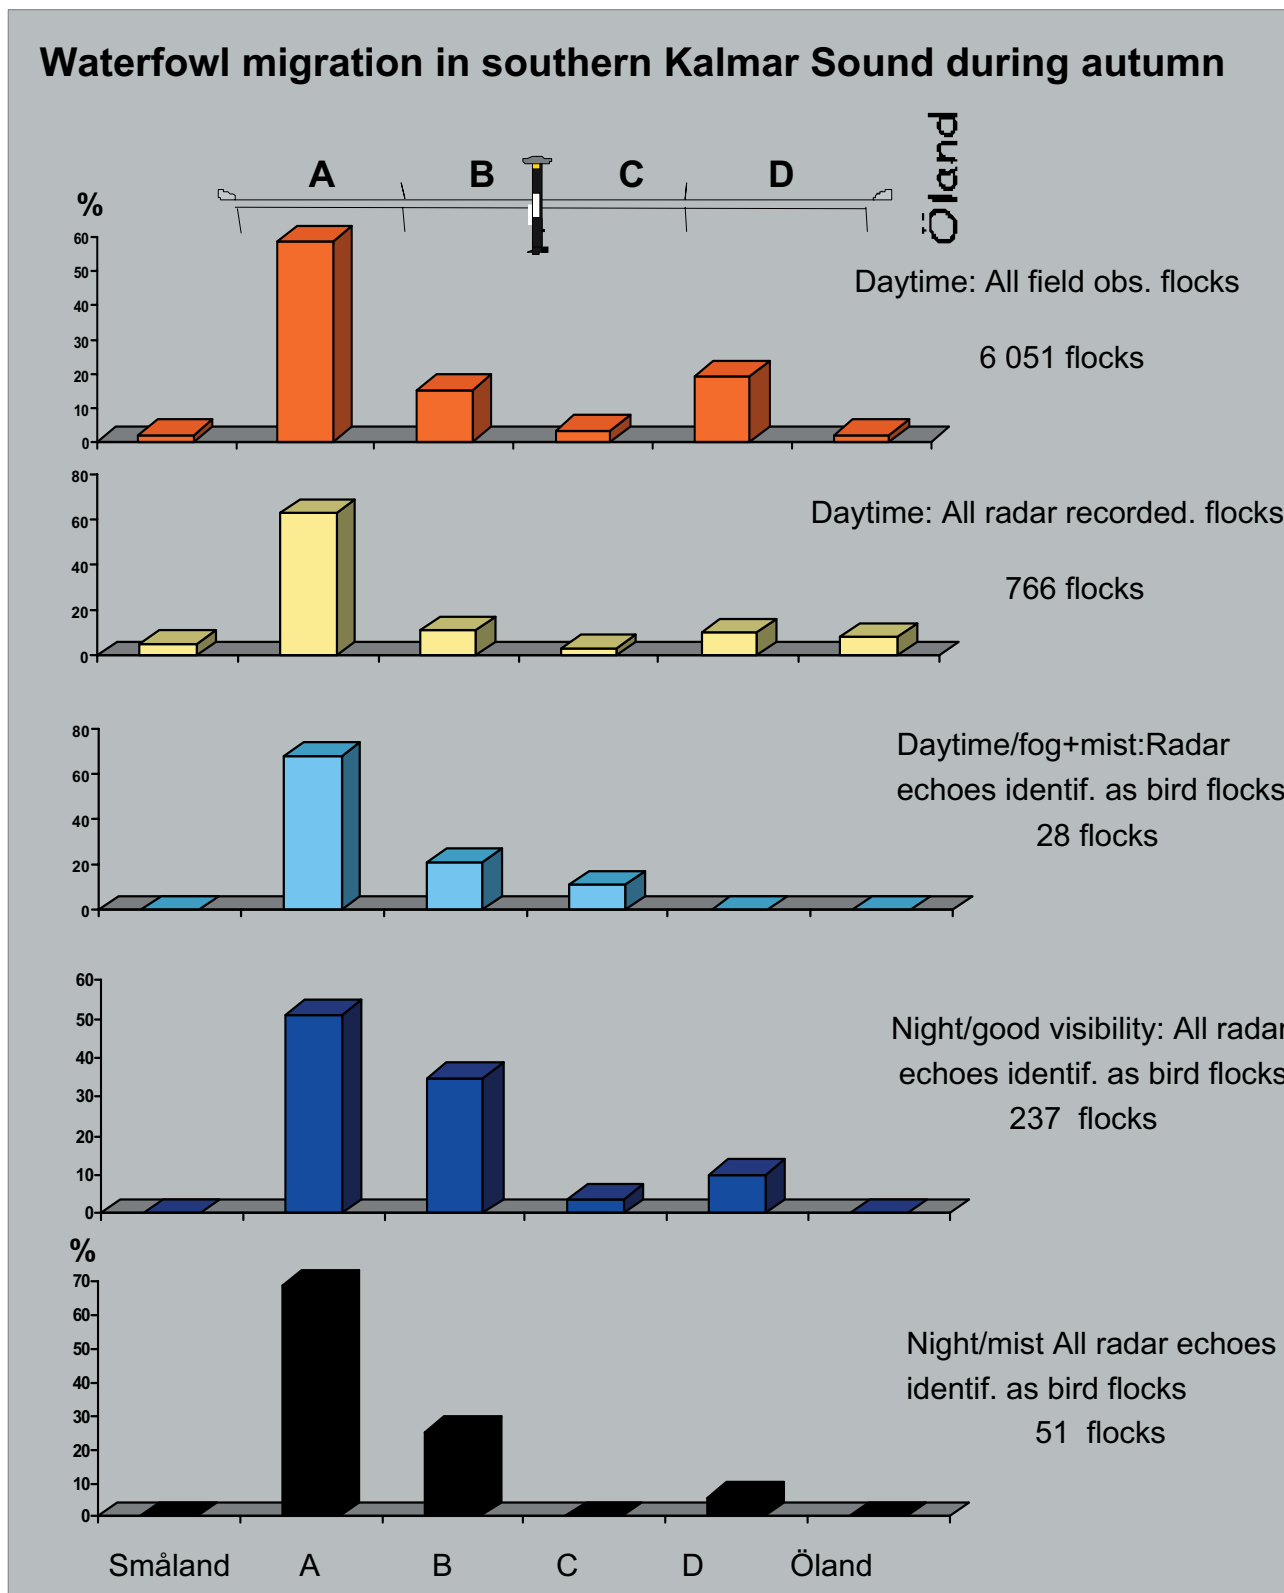 Waterfowl migration in southern Kalmar Sound during autumn
A B C D
Öland
%
60
50
40
30
20
10
0
Daytime: All field obs. flocks
6 051 flocks
80
60
40
20
0
Daytime: All radar recorded. flocks
766 flocks
80
60
40
20
0
Daytime/fog+mist:Radar
echoes identif. as bird flocks
28 flocks
60
50
40
30
20
10
0
Night/good visibility: All radar
echoes identif. as bird flocks
237 flocks
%
70
60
50
40
30
20
10
0
Night/mist All radar echoes
identif. as bird flocks
51 flocks
Småland A B C D Öland